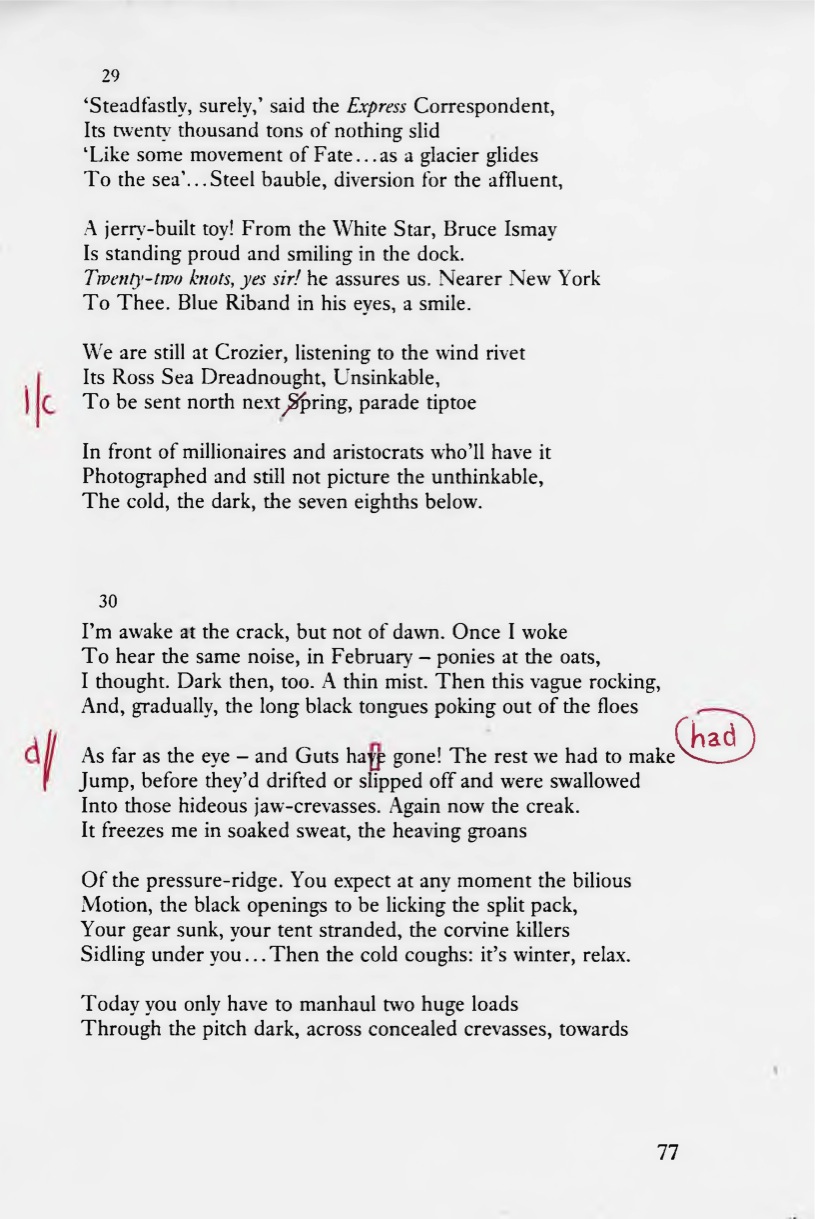 29
‘Steadfastly, surely,’ said the Express Correspondent,
Its twenty thousand tons of nothing slid
‘Like some movement of Fate...as a glacier glides
To the sea’...Steel bauble, diversion for the affluent,
A jerry-built toy! From the White Star, Bruce Ismay
Is standing proud and smiling in the dock.
Twenty-two knots, yes sir! he assures us. Nearer New York
To Thee. Blue Riband in his eyes, a smile.
We are still at Crozier, listening to the wind rivet
Its Ross Sea Dreadnought, Unsinkable,
l/c To be sent north next Spring, parade tiptoe
In front of millionaires and aristocrats who’ll have it
Photographed and still not picture the unthinkable,
The cold, the dark, the seven eighths below.
30
I’m awake at the crack, but not of dawn. Once I woke
To hear the same noise, in February – ponies at the oats,
I thought. Dark then, too. A thin mist. Then this vague rocking,
And, gradually, the long black tongues poking out of the floes
d// As far as the eye – and Guts have gone! The rest we had to make had
Jump, before they’d drifted or slipped off and were swallowed
Into those hideous jaw-crevasses. Again now the creak.
It freezes me in soaked sweat, the heaving groans
Of the pressure-ridge. You expect at any moment the bilious
Motion, the black openings to be licking the split pack,
Your gear sunk, your tent stranded, the corvine killers
Sidling under you...Then the cold coughs: it’s winter, relax.
Today you only have to manhaul two huge loads
Through the pitch dark, across concealed crevasses, towards
77